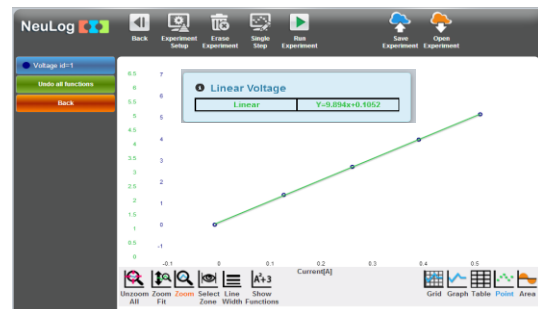 NeuLog
Back
Experiment Setup
Erase Experiment
Single Step
Run Experiment
Save Experiment
Open Experiment
Voltage id=1
Undo all functions
Back
Linear Voltage
Linear Y=9.894x+0.1052
6.5 7
6 6
5.5
5 5
4.5 4
4
3.5 3
3
2.5 2
2 1
1.5
1 0
0.5 -1
0
-0.1 0 0.1 0.2 0.3 0.4 0.5
Current[A]
Unzoom All
Zoom Fit
Zoom
Select Zone
Line Width
A²+3
Show Functions
Grid
Graph
Table
Point
Area